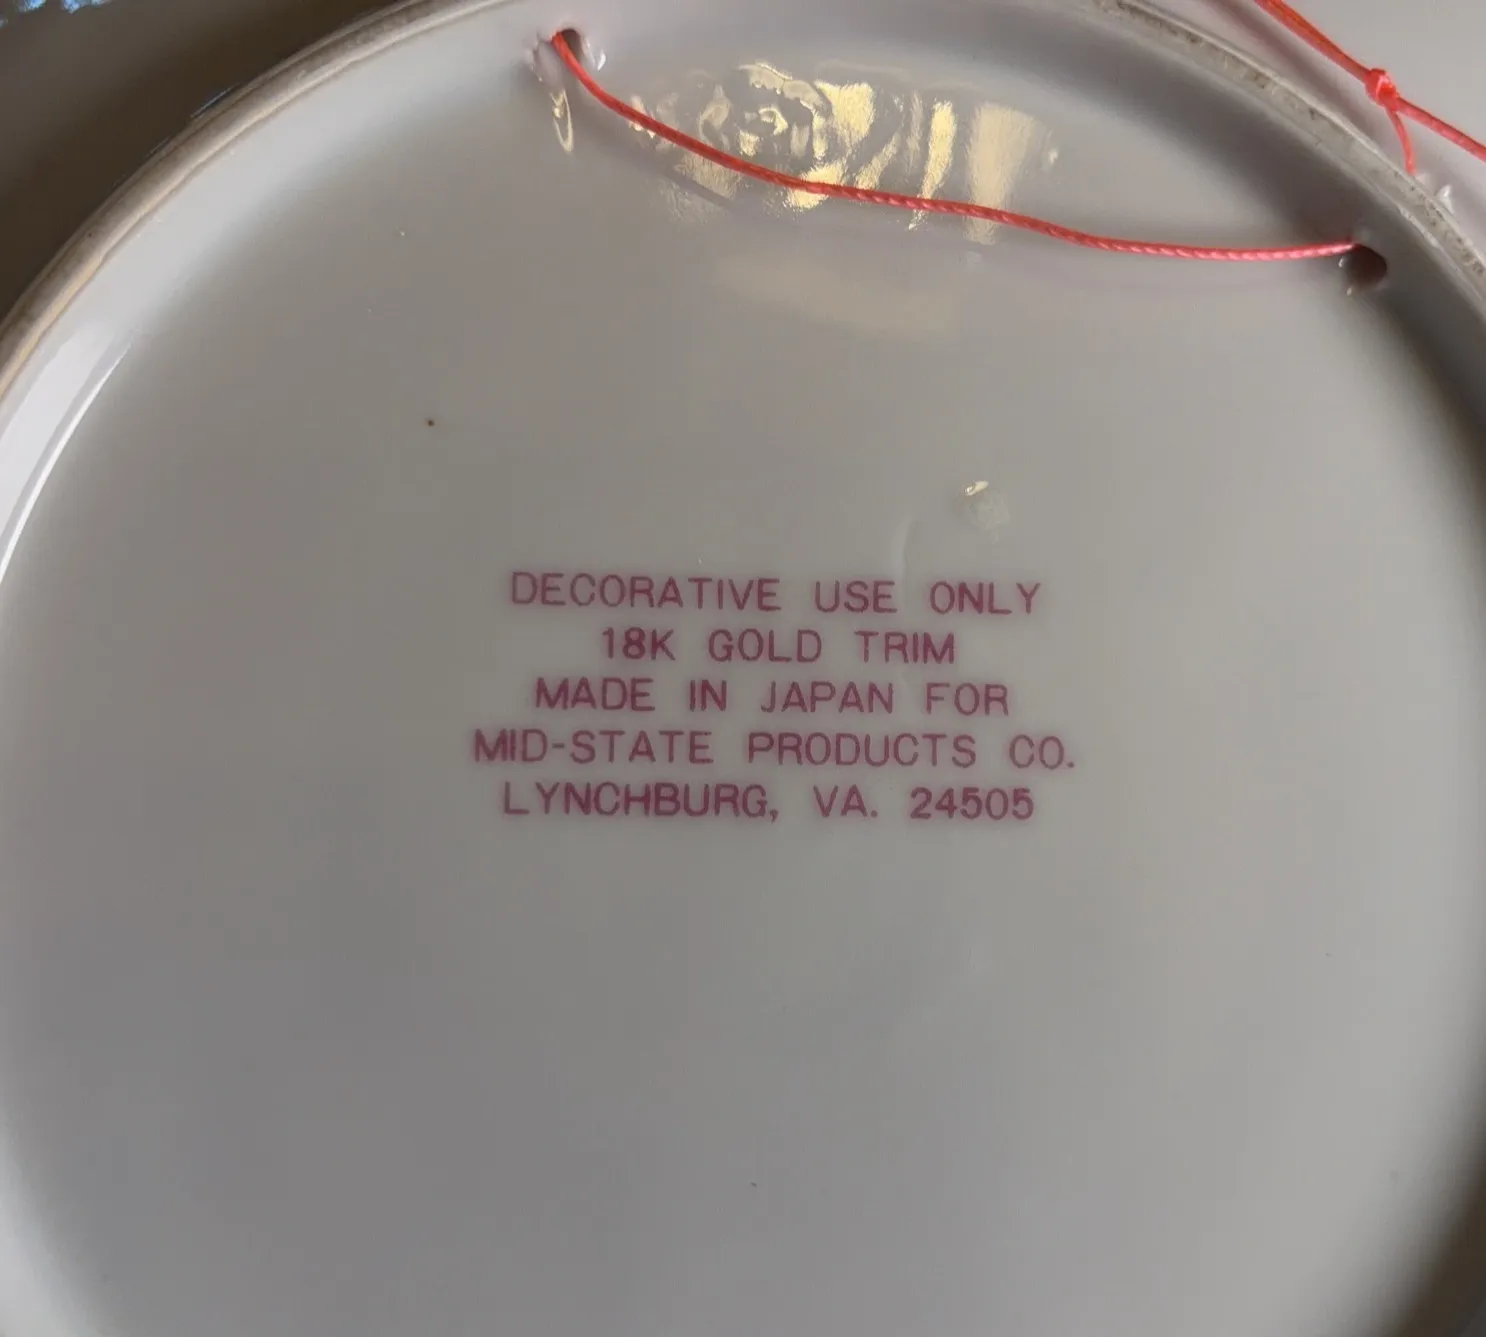 DECORATIVE USE ONLY
18K GOLD TRIM
MADE IN JAPAN FOR
MID-STATE PRODUCTS CO.
LYNCHBURG, VA. 24505